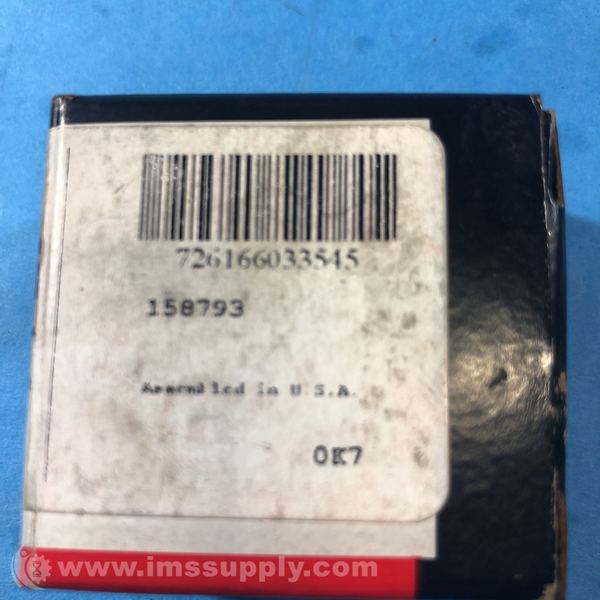 726166033545
158793
Assembled in U.S.A.
0K7
www.imssupply.com